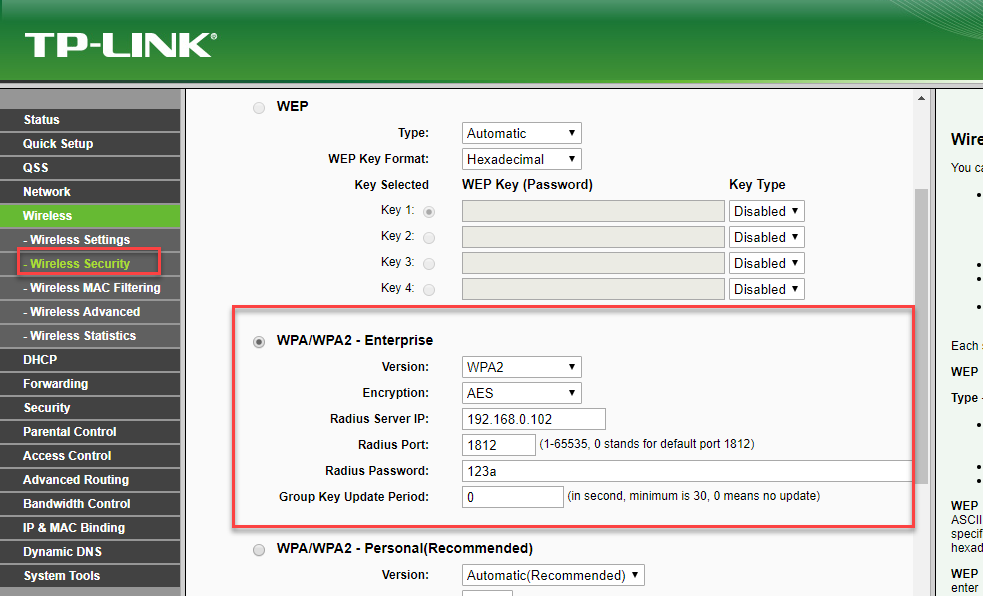 TP-LINK®
Status
Quick Setup
QSS
Network
Wireless
- Wireless Settings
- Wireless Security
- Wireless MAC Filtering
- Wireless Advanced
- Wireless Statistics
DHCP
Forwarding
Security
Parental Control
Access Control
Advanced Routing
Bandwidth Control
IP & MAC Binding
Dynamic DNS
System Tools
WEP
Type: Automatic
WEP Key Format: Hexadecimal
Key Selected WEP Key (Password) Key Type
Key 1: Disabled
Key 2: Disabled
Key 3: Disabled
Key 4: Disabled
WPA/WPA2 - Enterprise
Version: WPA2
Encryption: AES
Radius Server IP: 192.168.0.102
Radius Port: 1812 (1-65535, 0 stands for default port 1812)
Radius Password: 123a
Group Key Update Period: 0 (in second, minimum is 30, 0 means no update)
WPA/WPA2 - Personal(Recommended)
Version: Automatic(Recommended)
Wire
You ca
Each s
WEP
Type -
WEP
ASCII
specif
hexad
WEP
enter